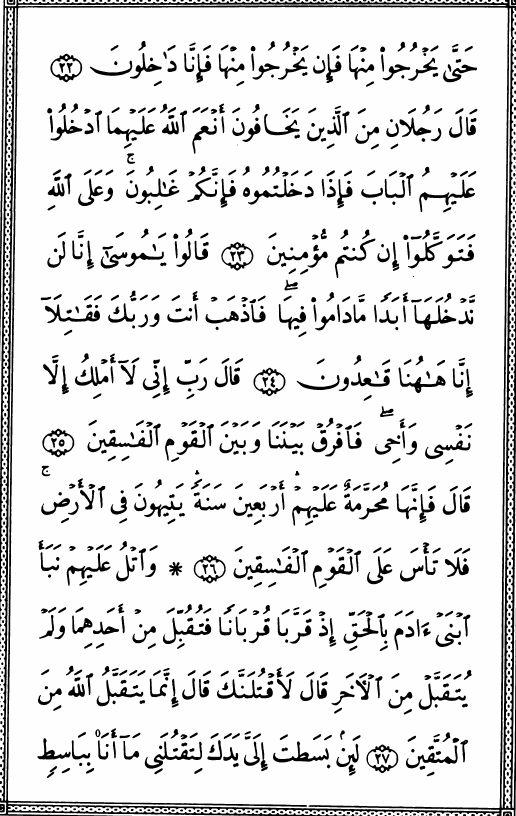 حَتَّىٰ يَخۡرُجُواْ مِنۡهَا فَإِن يَخۡرُجُواْ مِنۡهَا فَإِنَّا دَٰخِلُونَ ٢٢
قَالَ رَجُلَانِ مِنَ ٱلَّذِينَ يَخَافُونَ أَنۡعَمَ ٱللَّهُ عَلَيۡهِمَا ٱدۡخُلُواْ
عَلَيۡهِمُ ٱلۡبَابَ فَإِذَا دَخَلۡتُمُوهُ فَإِنَّكُمۡ غَٰلِبُونَۚ وَعَلَى ٱللَّهِ
فَتَوَكَّلُوٓاْ إِن كُنتُم مُّؤۡمِنِينَ ٢٣ قَالُواْ يَٰمُوسَىٰٓ إِنَّا لَن
نَّدۡخُلَهَآ أَبَدٗا مَّادَامُواْ فِيهَاۖ فَٱذۡهَبۡ أَنتَ وَرَبُّكَ فَقَٰتِلَآ
إِنَّا هَٰهُنَا قَٰعِدُونَ ٢٤ قَالَ رَبِّ إِنِّي لَآ أَمۡلِكُ إِلَّا
نَفۡسِي وَأَخِيۖ فَٱفۡرُقۡ بَيۡنَنَا وَبَيۡنَ ٱلۡقَوۡمِ ٱلۡفَٰسِقِينَ ٢٥
قَالَ فَإِنَّهَا مُحَرَّمَةٌ عَلَيۡهِمۡۛ أَرۡبَعِينَ سَنَةٗۛ يَتِيهُونَ فِي ٱلۡأَرۡضِۚ
فَلَا تَأۡسَ عَلَى ٱلۡقَوۡمِ ٱلۡفَٰسِقِينَ ٢٦ * وَٱتۡلُ عَلَيۡهِمۡ نَبَأَ
ٱبۡنَيۡ ءَادَمَ بِٱلۡحَقِّ إِذۡ قَرَّبَا قُرۡبَانٗا فَتُقُبِّلَ مِنۡ أَحَدِهِمَا وَلَمۡ
يُتَقَبَّلۡ مِنَ ٱلۡأٓخَرِ قَالَ لَأَقۡتُلَنَّكَ قَالَ إِنَّمَا يَتَقَبَّلُ ٱللَّهُ مِنَ
ٱلۡمُتَّقِينَ ٢٧ لَئِنۢ بَسَطتَ إِلَيَّ يَدَكَ لِتَقۡتُلَنِي مَآ أَنَا۠ بِبَاسِطٖ